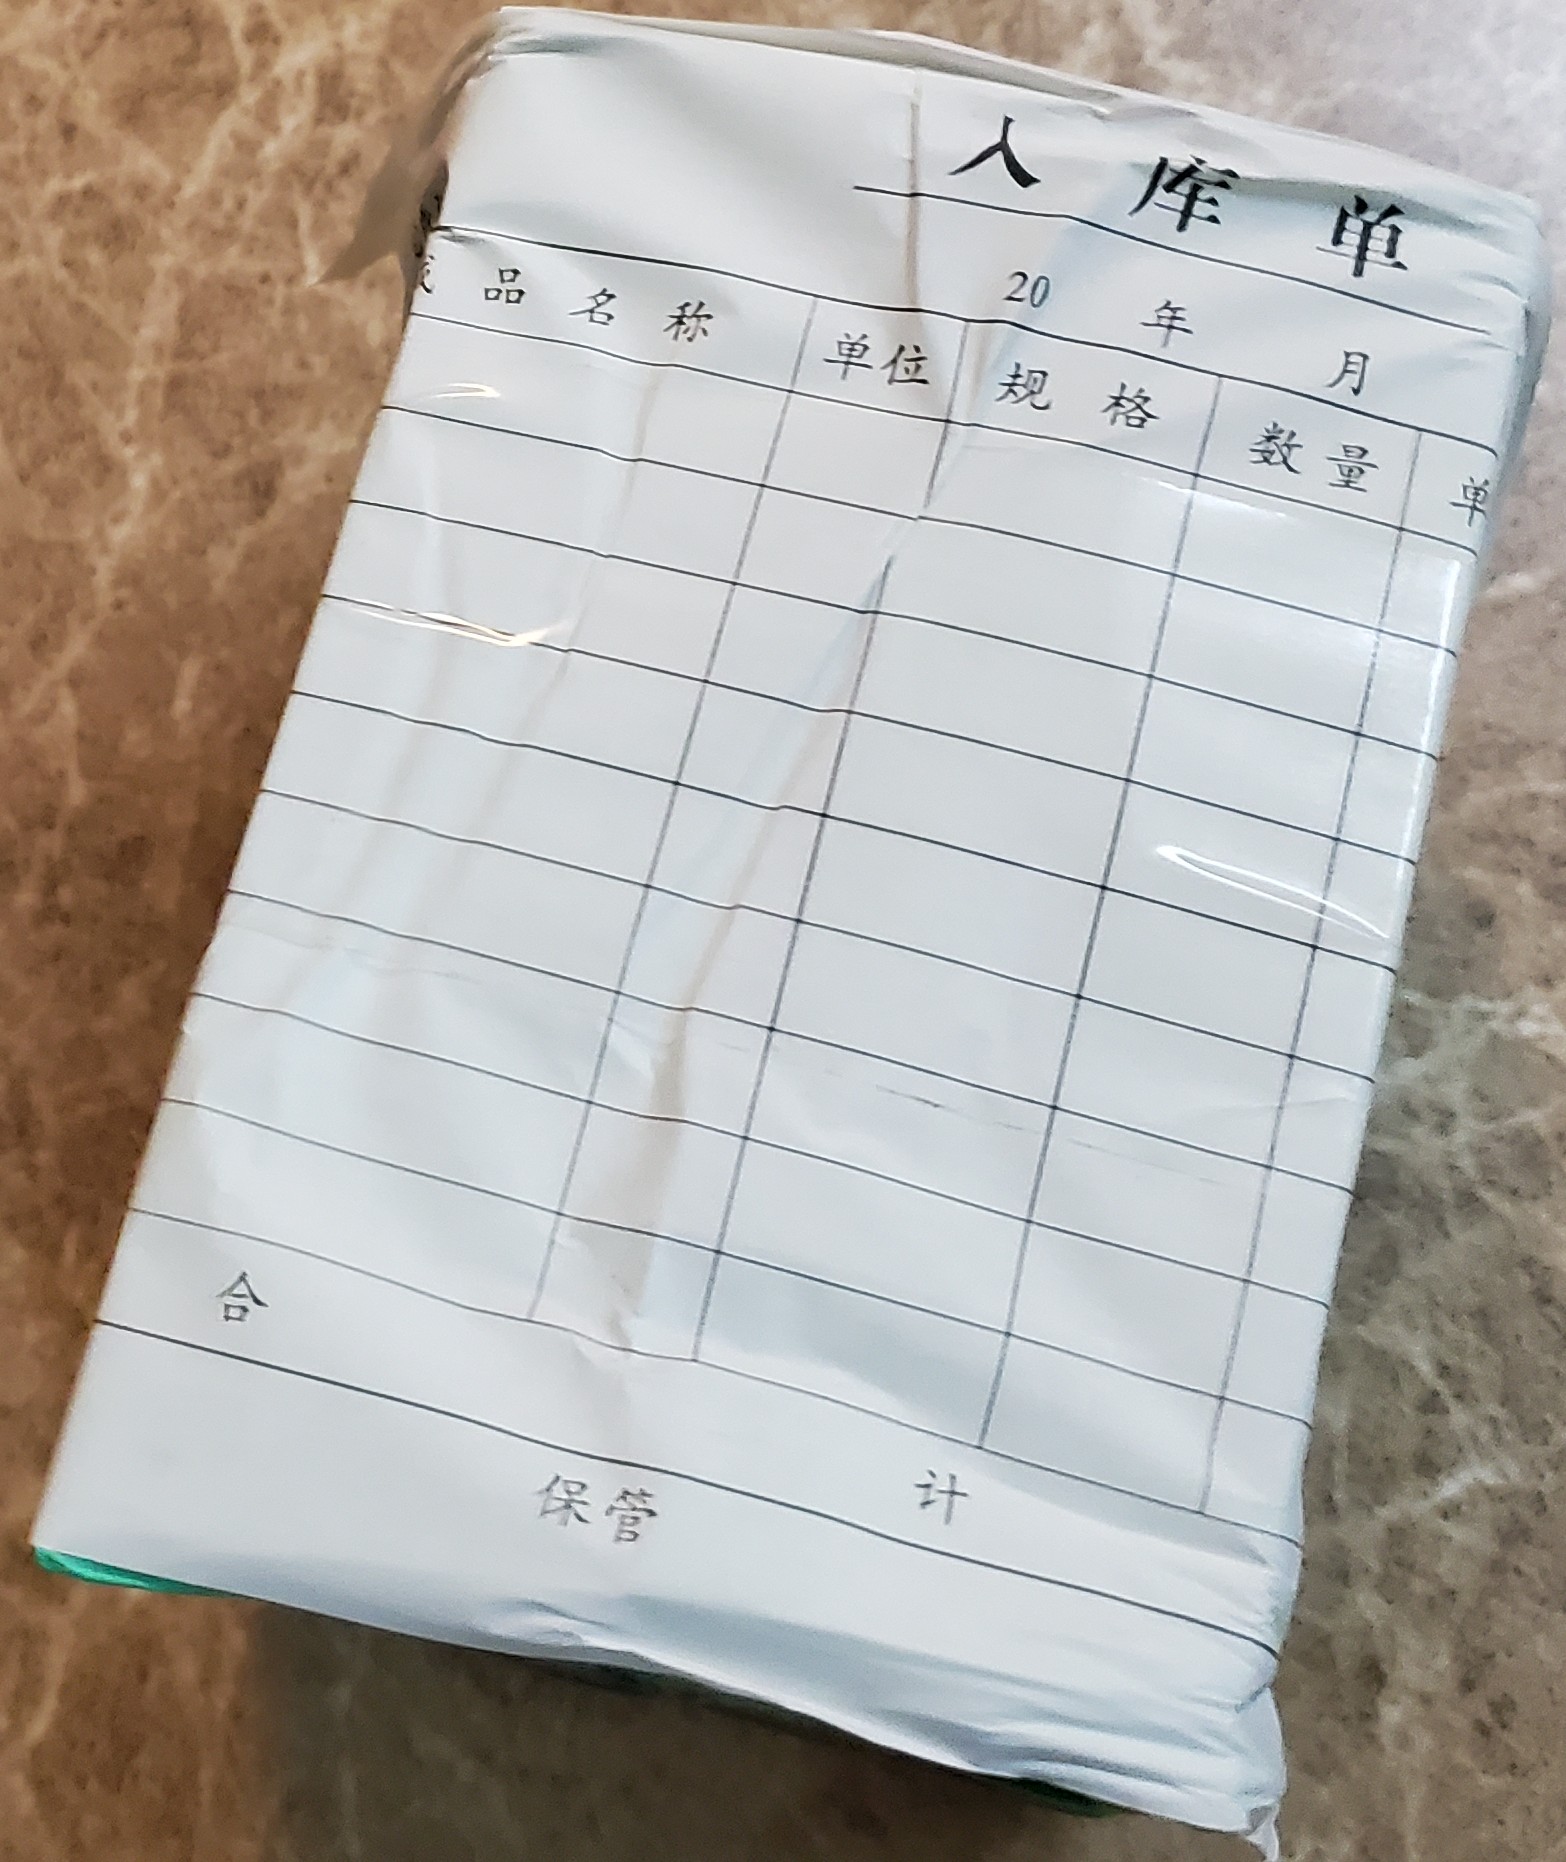 入库单
20 年 月
品名称 单位 规格 数量 单
合 计
保管